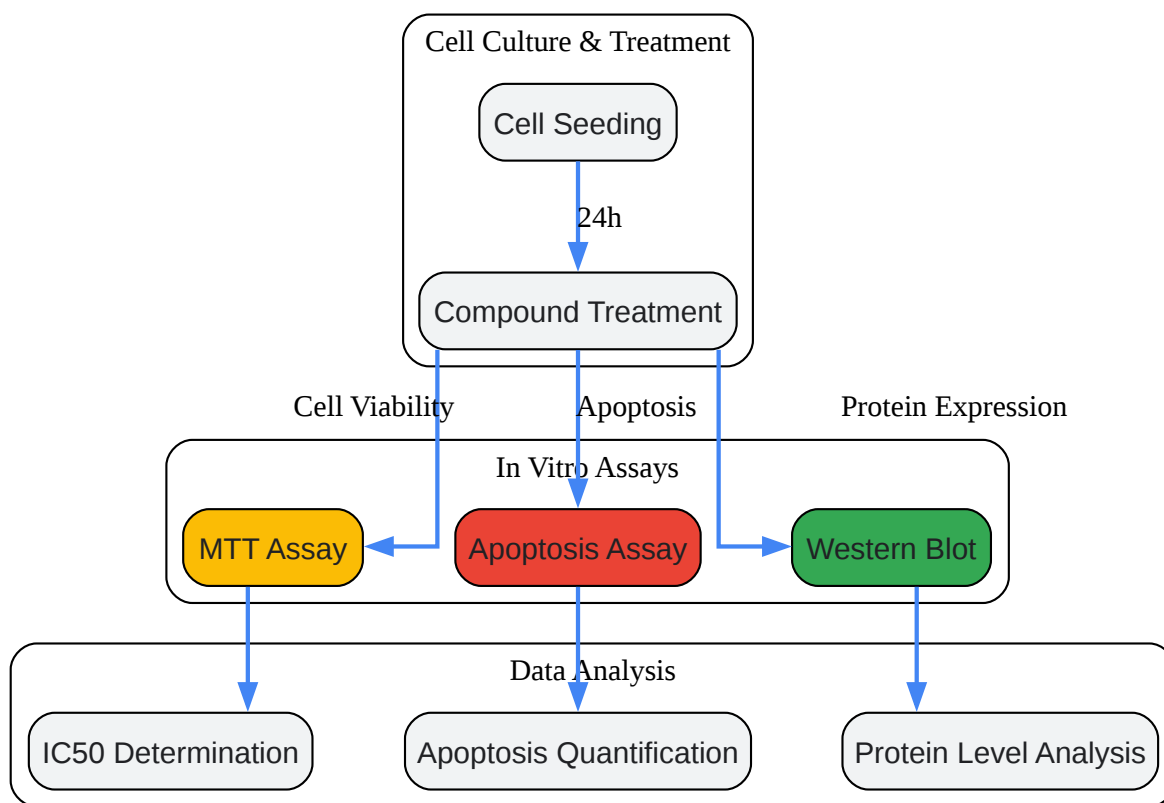 Cell Culture & Treatment
Cell Seeding
24h
Compound Treatment
Cell Viability
Apoptosis
Protein Expression
In Vitro Assays
MTT Assay
Apoptosis Assay
Western Blot
Data Analysis
IC50 Determination
Apoptosis Quantification
Protein Level Analysis